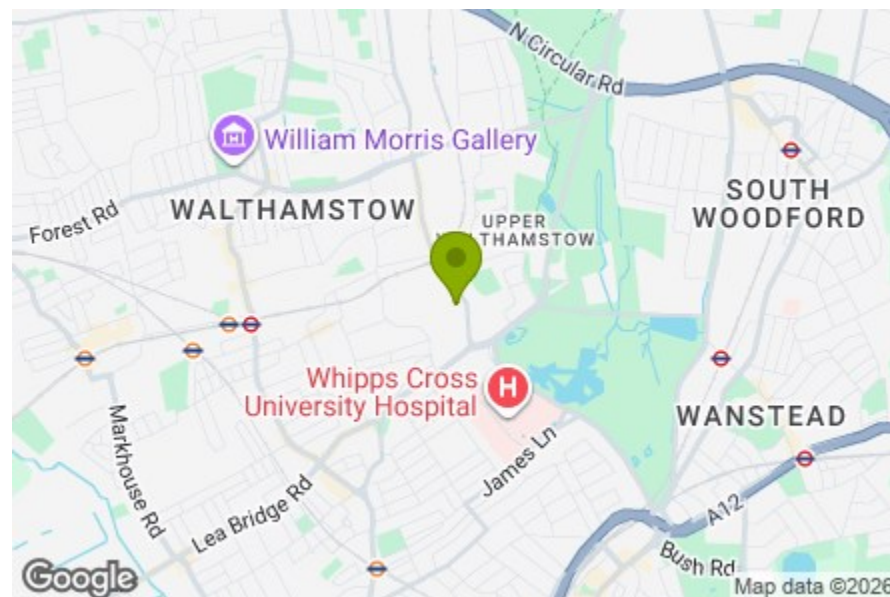 N Circular Rd
William Morris Gallery
Forest Rd
WALTHAMSTOW
UPPER
WALTHAMSTOW
SOUTH
WOODFORD
Whipps Cross
University Hospital
H
WANSTEAD
Markhouse Rd
James Ln
Lea Bridge Rd
A12
Bush Rd
Google
Map data ©2026